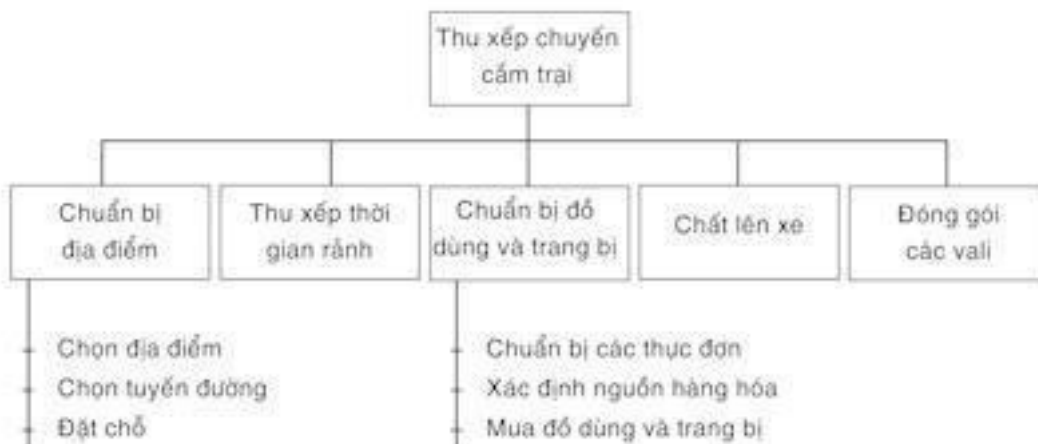 Thu xếp chuyến
cắm trại
Chuẩn bị
địa điểm
Thu xếp thời
gian rảnh
Chuẩn bị đồ
dùng và trang bị
Chất lên xe
Đóng gói
các vali
Chọn địa điểm
Chọn tuyến đường
Đặt chỗ
Chuẩn bị các thực đơn
Xác định nguồn hàng hóa
Mua đồ dùng và trang bị